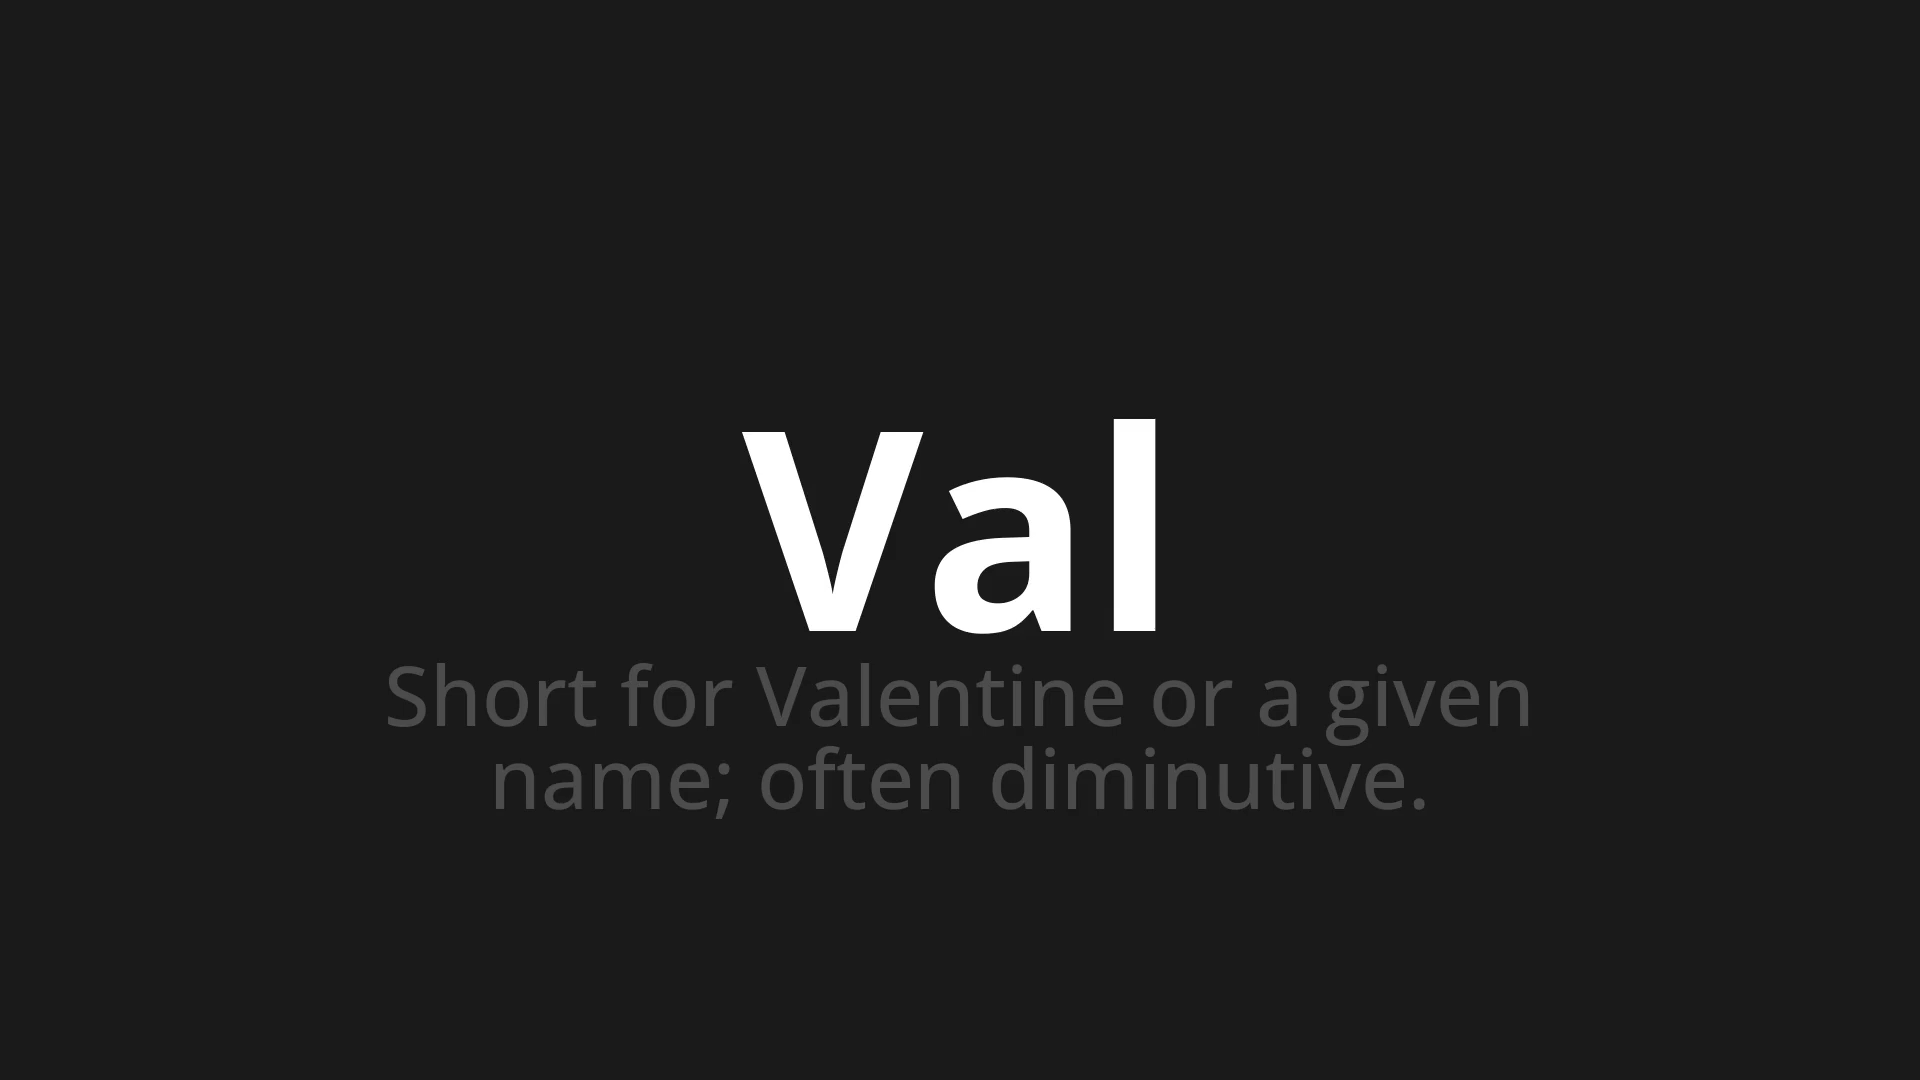 Val
Short for Valentine or a given
name; often diminutive.